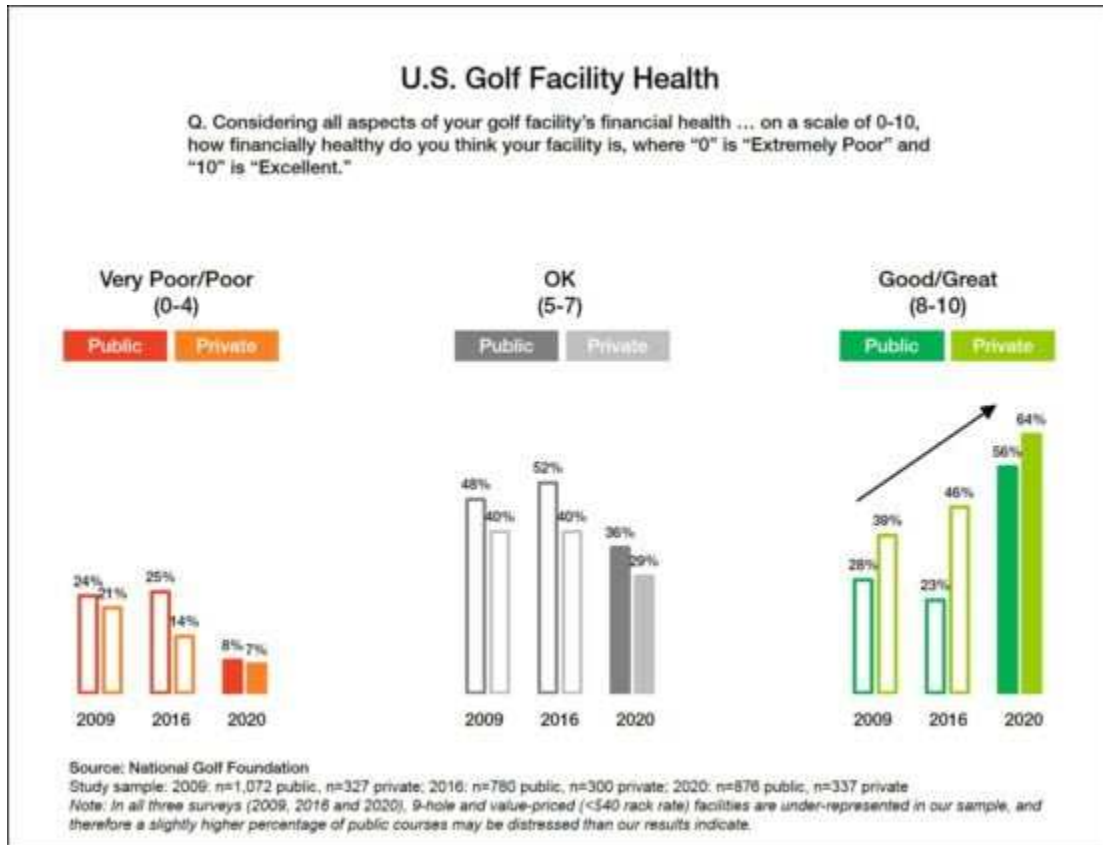 U.S. Golf Facility Health
Q. Considering all aspects of your golf facility's financial health ... on a scale of 0-10,
how financially healthy do you think your facility is, where "0" is "Extremely Poor" and
"10" is "Excellent."
Very Poor/Poor
(0-4)
Public Private
24% 21% 25% 14% 8% 7%
2009 2016 2020
OK
(5-7)
Public Private
48% 40% 52% 40% 36% 29%
2009 2016 2020
Good/Great
(8-10)
Public Private
28% 39% 23% 46% 56% 64%
2009 2016 2020
Source: National Golf Foundation
Study sample: 2009: n=1,072 public, n=327 private; 2016: n=780 public, n=300 private; 2020: n=876 public, n=337 private
Note: In all three surveys (2009, 2016 and 2020), 9-hole and value-priced (<$40 rack rate) facilities are under-represented in our sample, and
therefore a slightly higher percentage of public courses may be distressed than our results indicate.